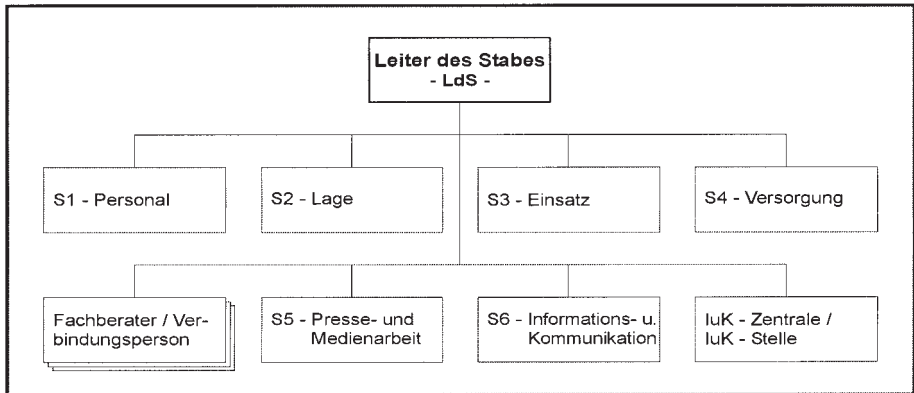 Leiter des Stabes
- LdS -
S1 - Personal
S2 - Lage
S3 - Einsatz
S4 - Versorgung
Fachberater / Ver-
bindungsperson
S5 - Presse- und
Medienarbeit
S6 - Informations- u.
Kommunikation
IuK - Zentrale /
IuK - Stelle